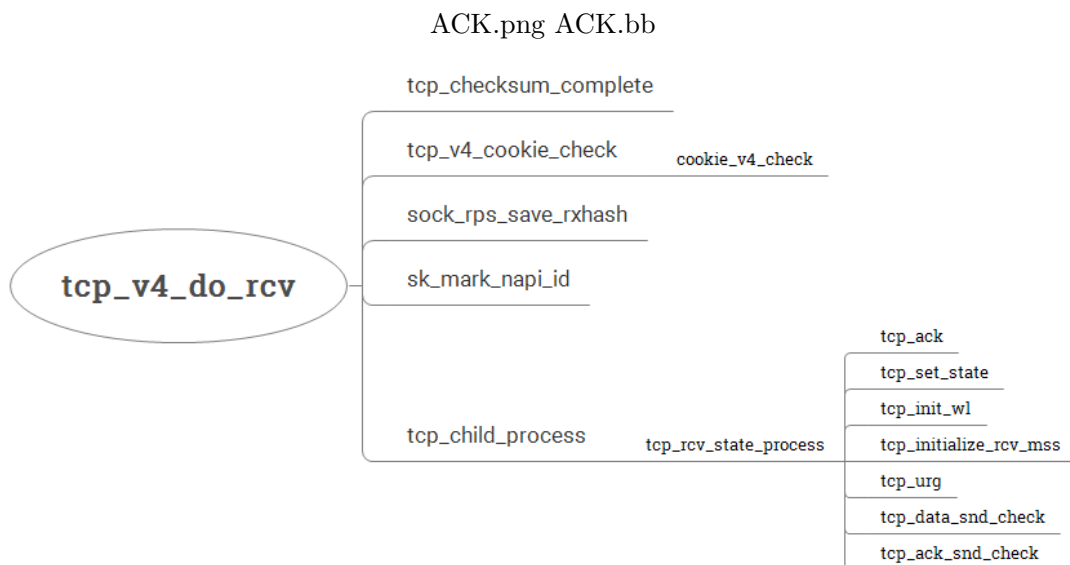 ACK.png ACK.bb
tcp_checksum_complete
tcp_v4_cookie_check
cookie_v4_check
sock_rps_save_rxhash
tcp_v4_do_rcv
sk_mark_napi_id
tcp_ack
tcp_set_state
tcp_init_wl
tcp_child_process
tcp_rcv_state_process
tcp_initialize_rcv_mss
tcp_urg
tcp_data_snd_check
tcp_ack_snd_check